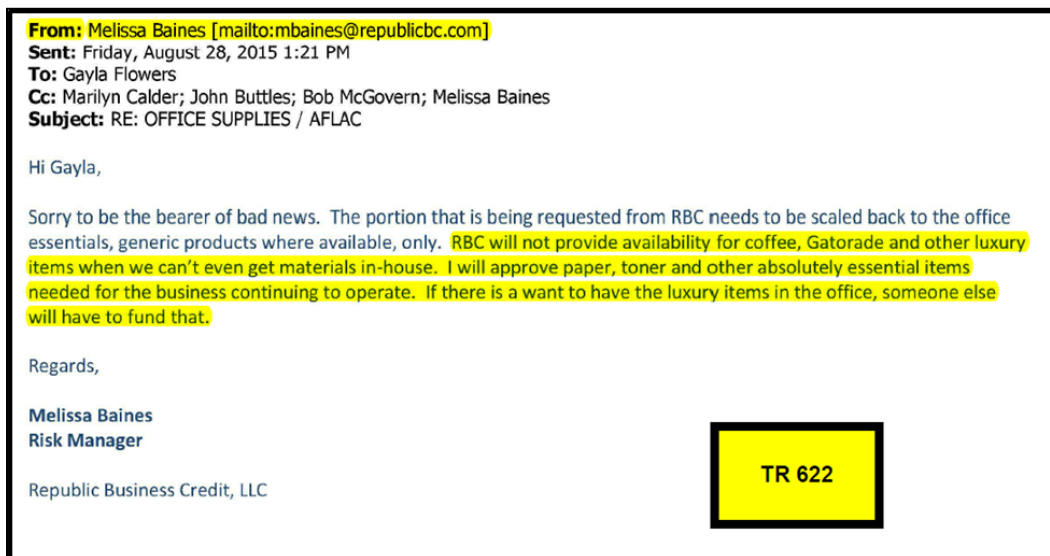 From: Melissa Baines [mailto:mbaines@republicbc.com]
Sent: Friday, August 28, 2015 1:21 PM
To: Gayla Flowers
Cc: Marilyn Calder; John Buttles; Bob McGovern; Melissa Baines
Subject: RE: OFFICE SUPPLIES / AFLAC
Hi Gayla,
Sorry to be the bearer of bad news.  The portion that is being requested from RBC needs to be scaled back to the office
essentials, generic products where available, only.  RBC will not provide availability for coffee, Gatorade and other luxury
items when we can't even get materials in-house.  I will approve paper, toner and other absolutely essential items
needed for the business continuing to operate.  If there is a want to have the luxury items in the office, someone else
will have to fund that.
Regards,
Melissa Baines
Risk Manager
Republic Business Credit, LLC
TR 622